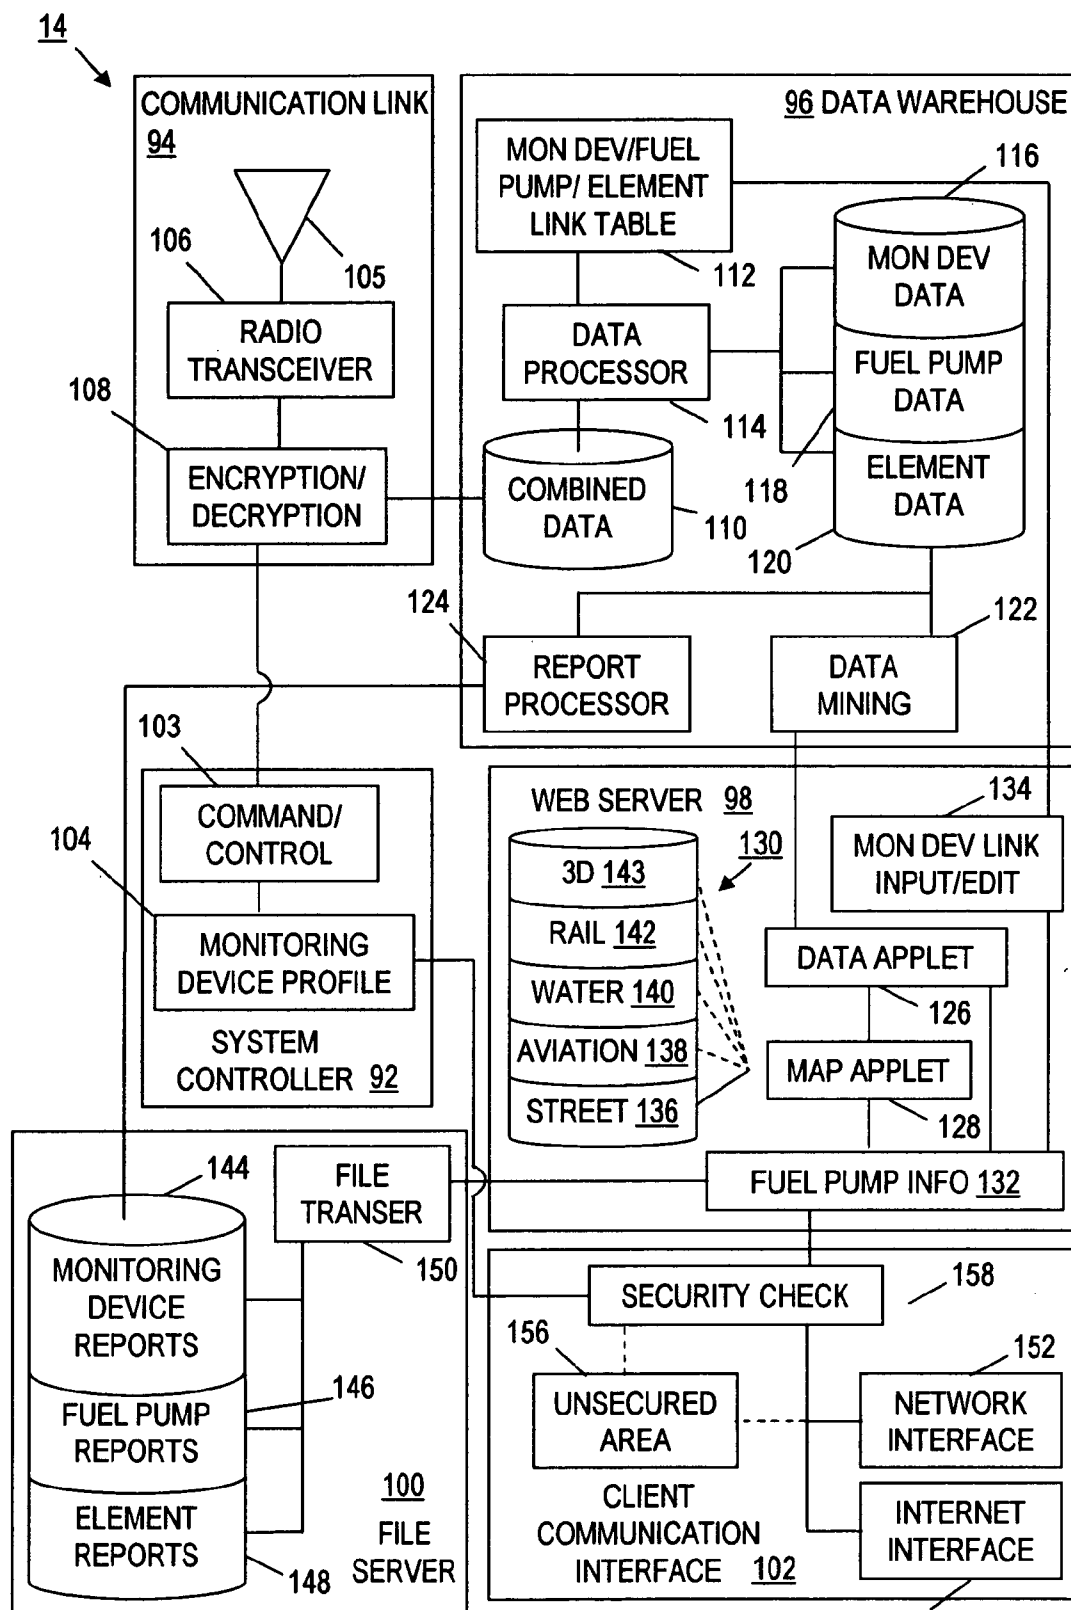 14
COMMUNICATION LINK
94
106
105
RADIO
TRANSCEIVER
108
ENCRYPTION/
DECRYPTION
96 DATA WAREHOUSE
MON DEV/FUEL
PUMP/ ELEMENT
LINK TABLE
112
116
MON DEV
DATA
DATA
PROCESSOR
114
FUEL PUMP
DATA
118
ELEMENT
DATA
120
COMBINED
DATA
110
124
REPORT
PROCESSOR
122
DATA
MINING
103
COMMAND/
CONTROL
104
MONITORING
DEVICE PROFILE
SYSTEM
CONTROLLER 92
WEB SERVER 98
130
3D 143
RAIL 142
WATER 140
AVIATION 138
STREET 136
134
MON DEV LINK
INPUT/EDIT
DATA APPLET
126
MAP APPLET
128
FUEL PUMP INFO 132
144
FILE
TRANSER
150
MONITORING
DEVICE
REPORTS
146
FUEL PUMP
REPORTS
ELEMENT
REPORTS
148
100
FILE
SERVER
SECURITY CHECK
158
156
UNSECURED
AREA
152
NETWORK
INTERFACE
INTERNET
INTERFACE
CLIENT
COMMUNICATION
INTERFACE 102